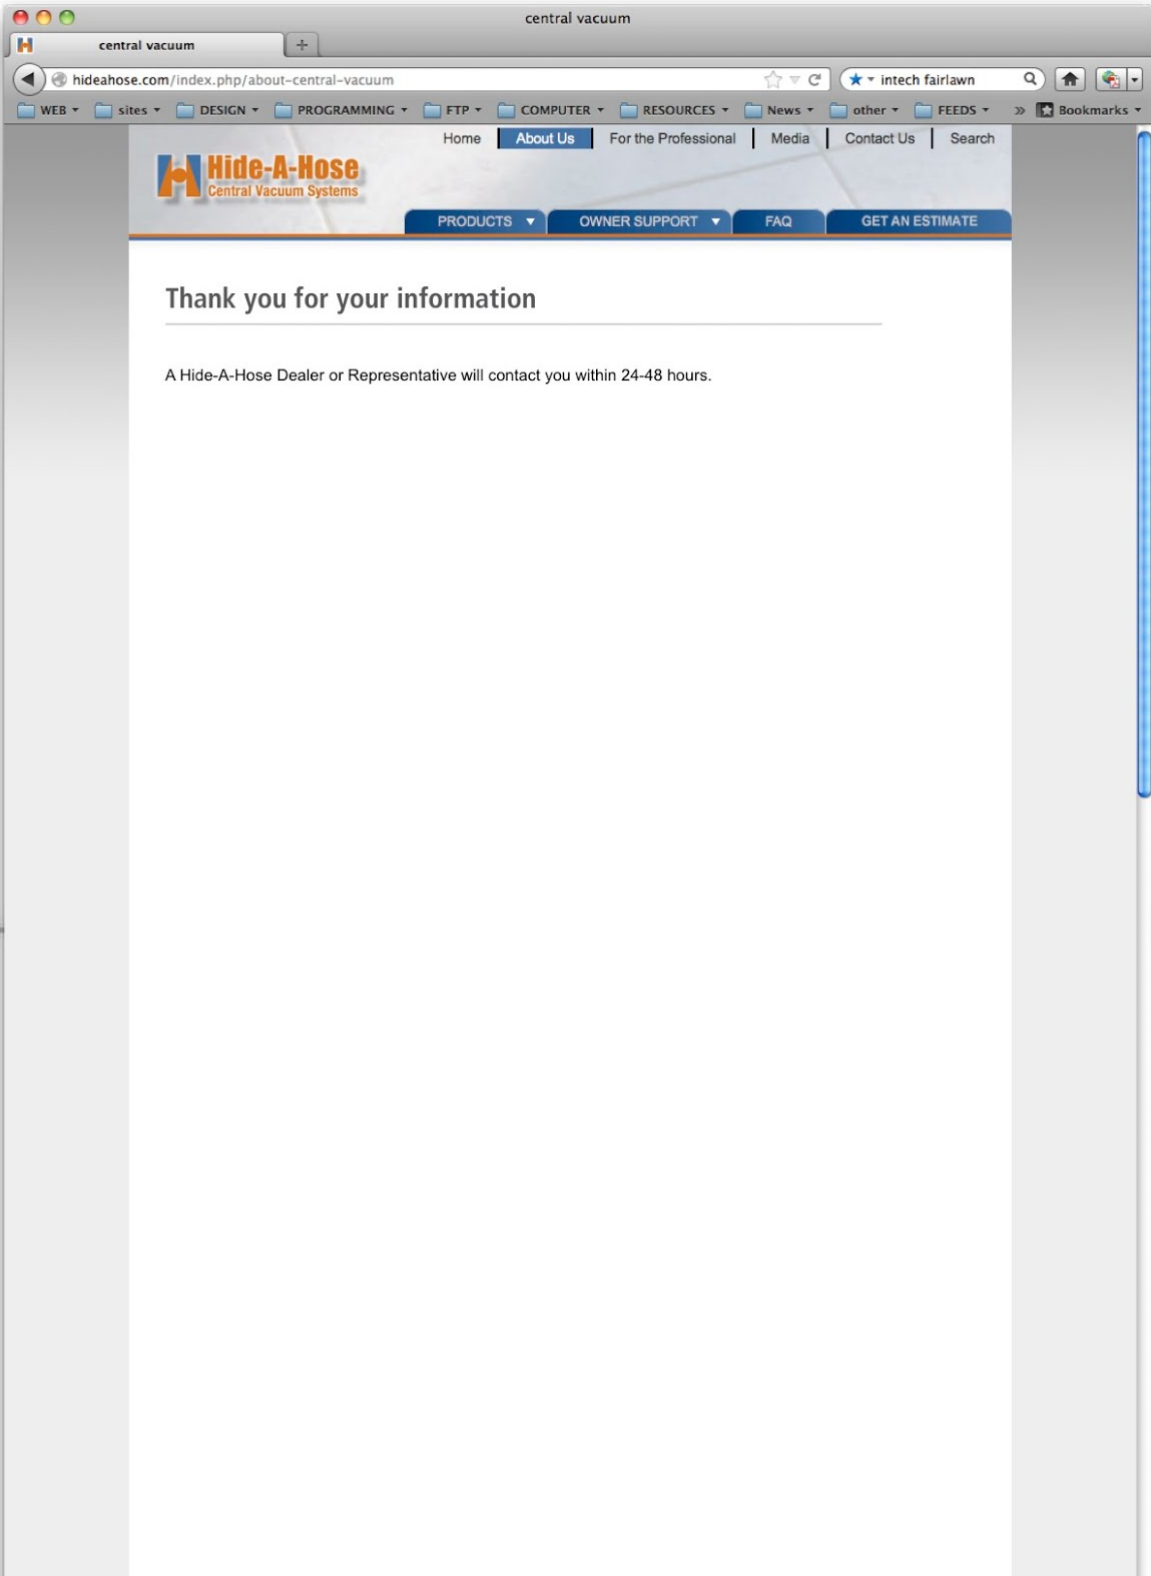 central vacuum
central vacuum
hideahose.com/index.php/about-central-vacuum
intech fairlawn
WEB sites DESIGN PROGRAMMING FTP COMPUTER RESOURCES News other FEEDS » Bookmarks
Home About Us For the Professional Media Contact Us Search
Hide-A-Hose
Central Vacuum Systems
PRODUCTS OWNER SUPPORT FAQ GET AN ESTIMATE
Thank you for your information
A Hide-A-Hose Dealer or Representative will contact you within 24-48 hours.